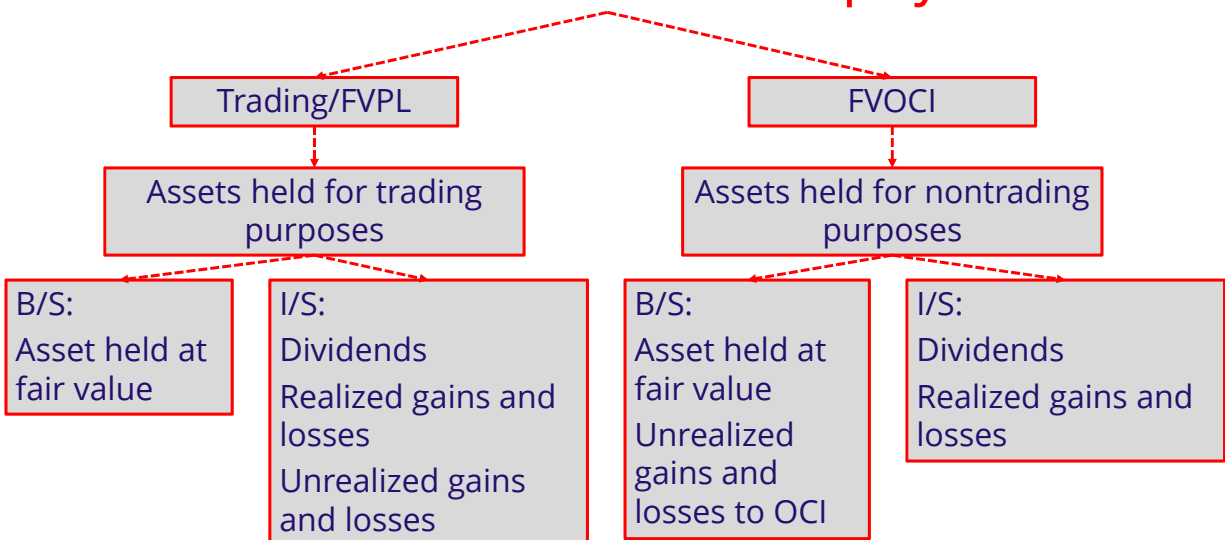 Trading/FVPL
FVOCI
Assets held for trading
purposes
Assets held for nontrading
purposes
B/S:
Asset held at
fair value
I/S:
Dividends
Realized gains and
losses
Unrealized gains
and losses
B/S:
Asset held at
fair value
Unrealized
gains and
losses to OCI
I/S:
Dividends
Realized gains and
losses